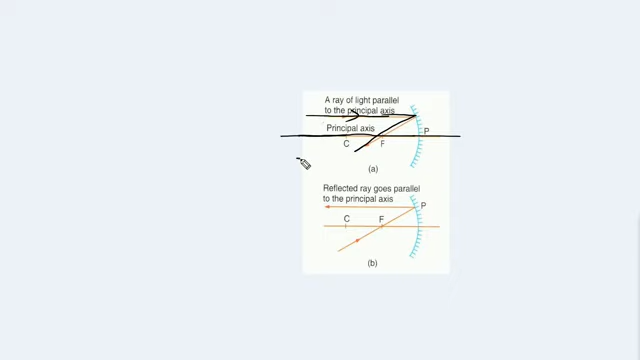 A ray of light parallel
to the principal axis
Principal axis
P
C
F
(a)
Reflected ray goes parallel
to the principal axis
P
C
F
(b)